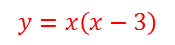 y = x(x − 3)